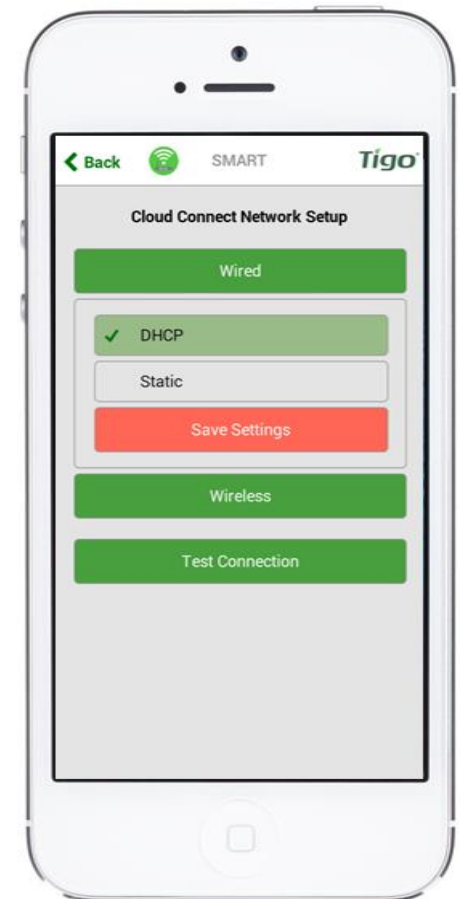 Back
SMART
Tigo
Cloud Connect Network Setup
Wired
DHCP
Static
Save Settings
Wireless
Test Connection